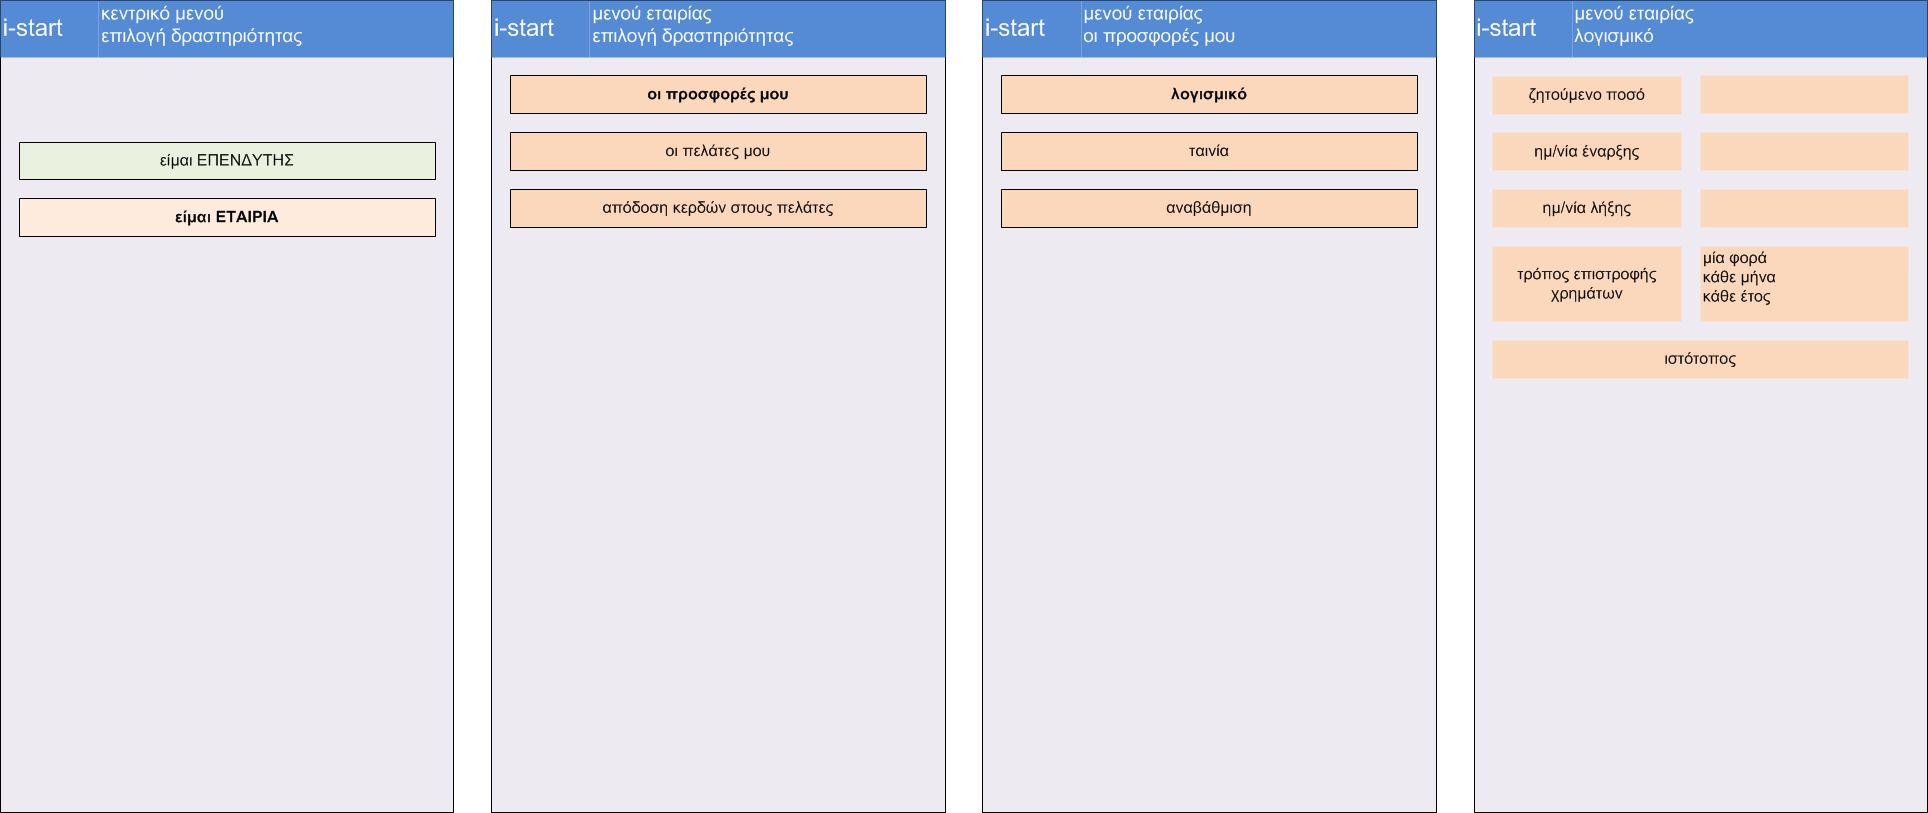 i-start
κεντρικό μενού
επιλογή δραστηριότητας
είμαι ΕΠΕΝΔΥΤΗΣ
είμαι ΕΤΑΙΡΙΑ
i-start
μενού εταιρίας
επιλογή δραστηριότητας
οι προσφορές μου
οι πελάτες μου
απόδοση κερδών στους πελάτες
i-start
μενού εταιρίας
οι προσφορές μου
λογισμικό
ταινία
αναβάθμιση
i-start
μενού εταιρίας
λογισμικό
ζητούμενο ποσό
ημ/νία έναρξης
ημ/νία λήξης
τρόπος επιστροφής
χρημάτων
μία φορά
κάθε μήνα
κάθε έτος
ιστότοπος